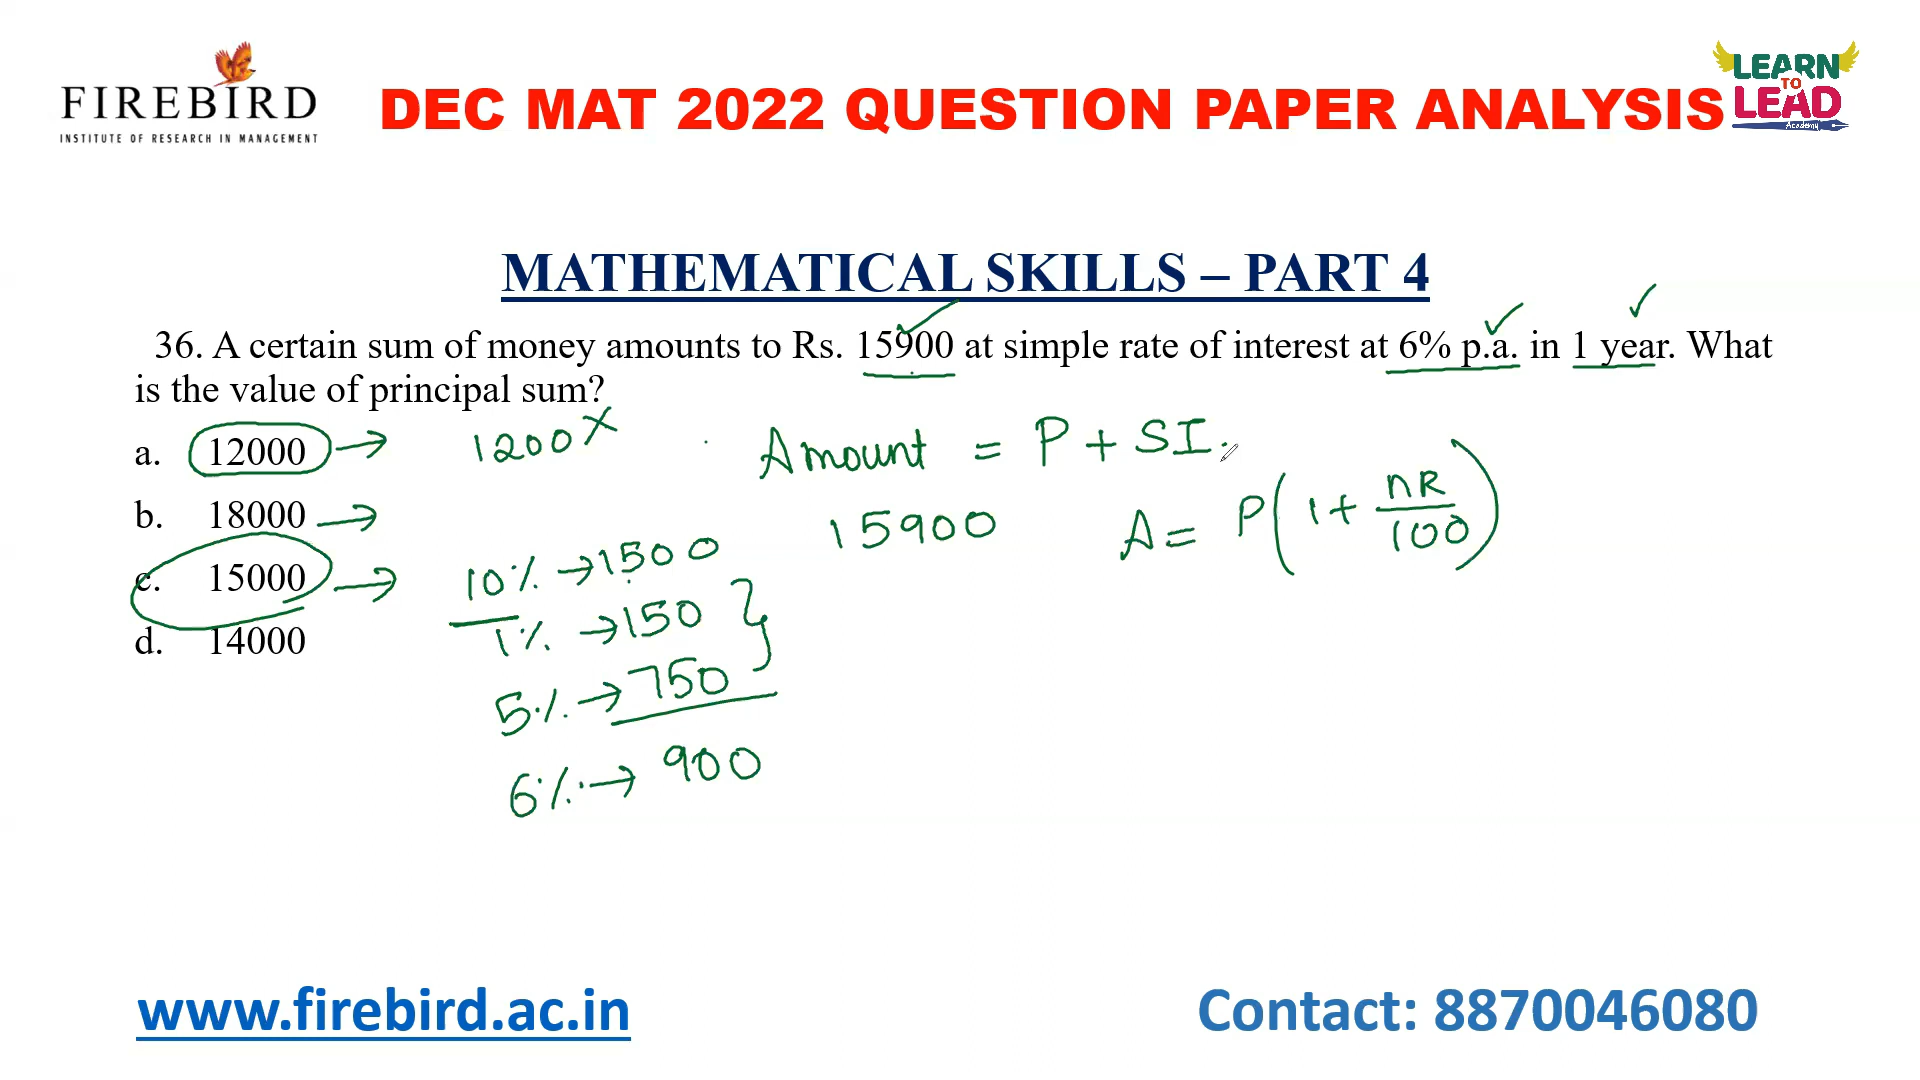 FIREBIRD
INSTITUTE OF RESEARCH IN MANAGEMENT
DEC MAT 2022 QUESTION PAPER ANALYSIS
LEARN
TO
LEAD
Academy
MATHEMATICAL SKILLS – PART 4
36. A certain sum of money amounts to Rs. 15900 at simple rate of interest at 6% p.a. in 1 year. What
is the value of principal sum?
a. 12000 → 1200 X
Amount = P + SI.
b. 18000 →
15900
A = P(1 + nR/100)
c. 15000 → 10% → 1500
1% → 150
d. 14000
5% → 750
6% → 900
www.firebird.ac.in
Contact: 8870046080